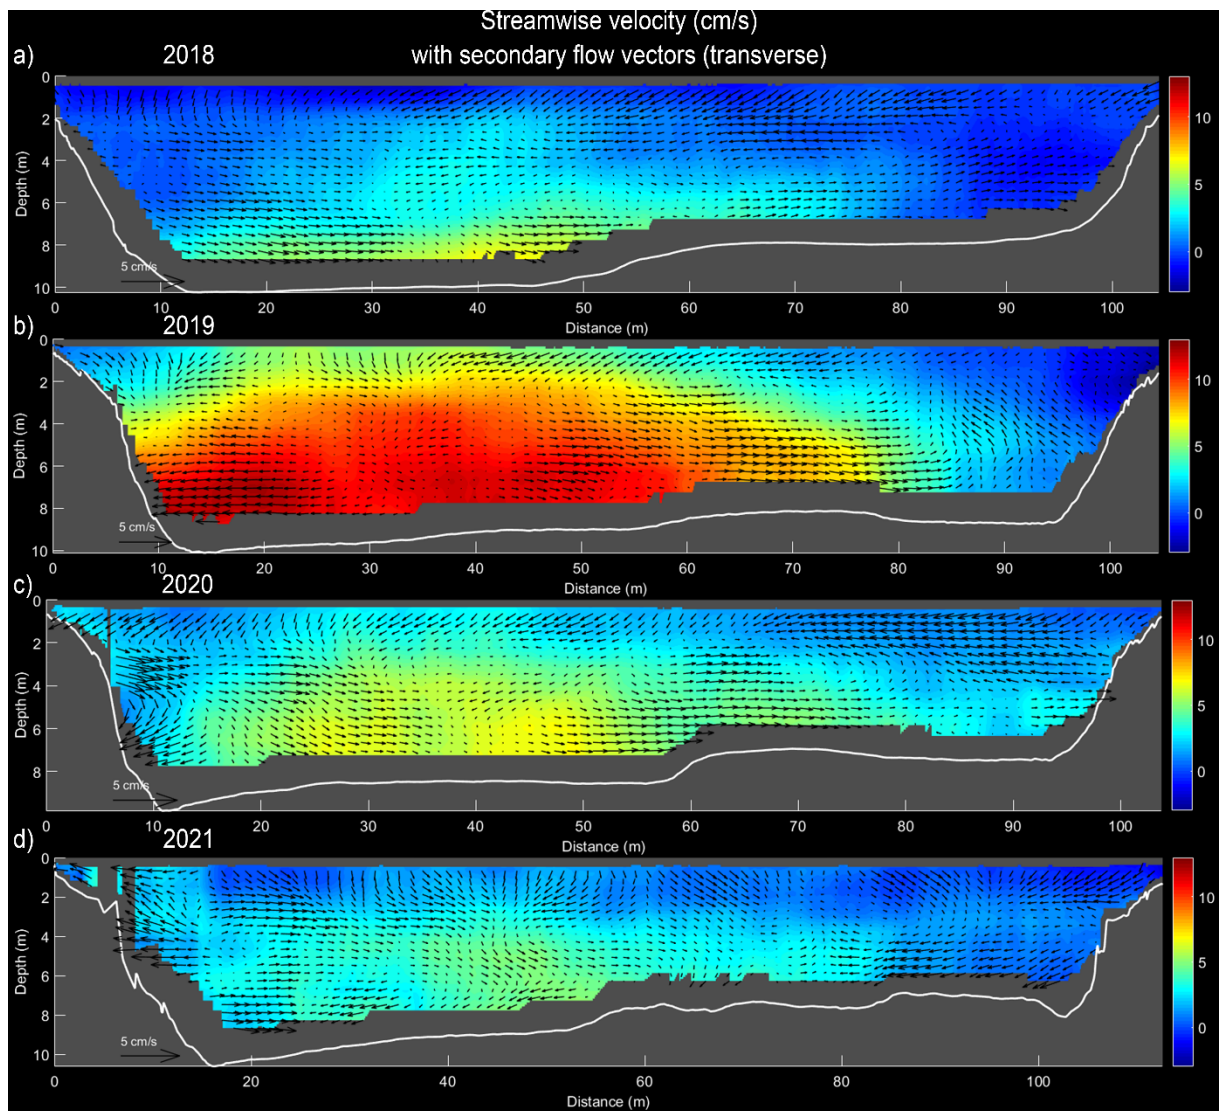 Streamwise velocity (cm/s)
a) 2018 with secondary flow vectors (transverse)
0
2
4
6
8
10
Depth (m)
5 cm/s
0 10 20 30 40 50 60 70 80 90 100
Distance (m)
10
5
0
b) 2019
0
2
4
6
8
10
Depth (m)
5 cm/s
0 10 20 30 40 50 60 70 80 90 100
Distance (m)
10
5
0
c) 2020
0
2
4
6
8
Depth (m)
5 cm/s
0 10 20 30 40 50 60 70 80 90 100
Distance (m)
10
5
0
d) 2021
0
2
4
6
8
10
Depth (m)
5 cm/s
0 20 40 60 80 100
Distance (m)
10
5
0